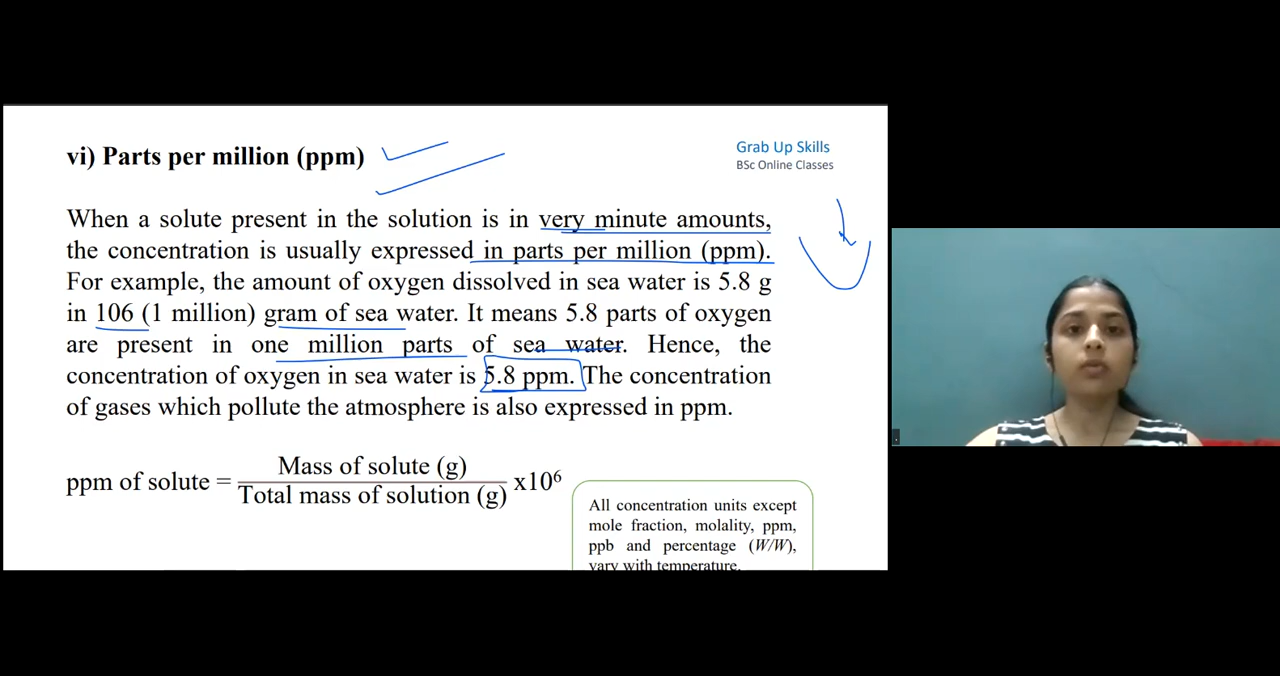 vi) Parts per million (ppm)
Grab Up Skills
BSc Online Classes
When a solute present in the solution is in very minute amounts,
the concentration is usually expressed in parts per million (ppm).
For example, the amount of oxygen dissolved in sea water is 5.8 g
in 106 (1 million) gram of sea water. It means 5.8 parts of oxygen
are present in one million parts of sea water. Hence, the
concentration of oxygen in sea water is 5.8 ppm. The concentration
of gases which pollute the atmosphere is also expressed in ppm.
ppm of solute = Mass of solute (g) / Total mass of solution (g) x10⁶
All concentration units except
mole fraction, molality, ppm,
ppb and percentage (W/W),
vary with temperature.